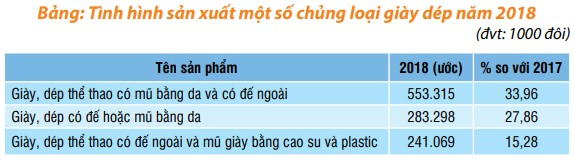 Bảng: Tình hình sản xuất một số chủng loại giày dép năm 2018
(đvt: 1000 đôi)
Tên sản phẩm 2018 (ước) % so với 2017
Giày, dép thể thao có mũ bằng da và có đế ngoài 553.315 33,96
Giày, dép có đế hoặc mũ bằng da 283.298 27,86
Giày, dép thể thao có đế ngoài và mũ giày bằng cao su và plastic 241.069 15,28